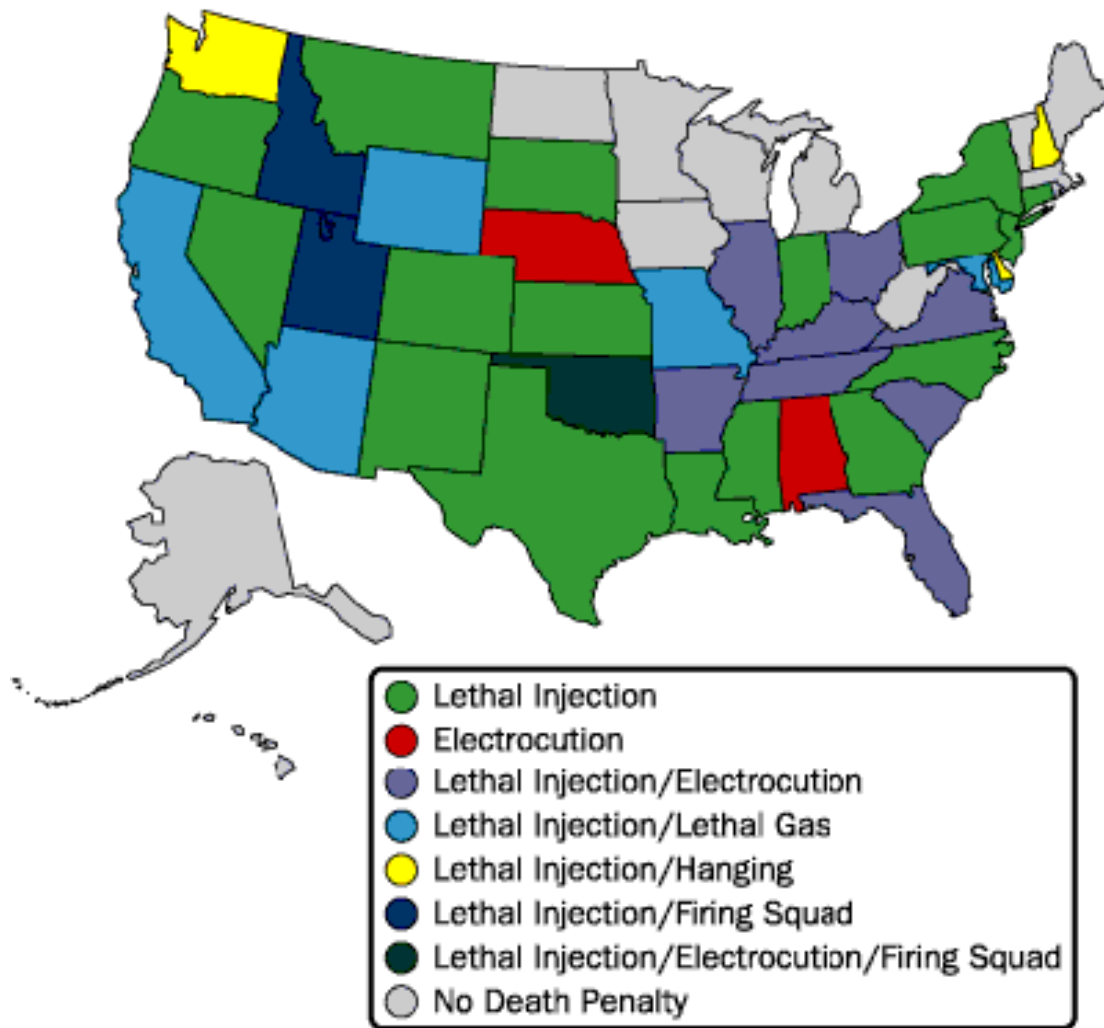 Lethal Injection
Electrocution
Lethal Injection/Electrocution
Lethal Injection/Lethal Gas
Lethal Injection/Hanging
Lethal Injection/Firing Squad
Lethal Injection/Electrocution/Firing Squad
No Death Penalty